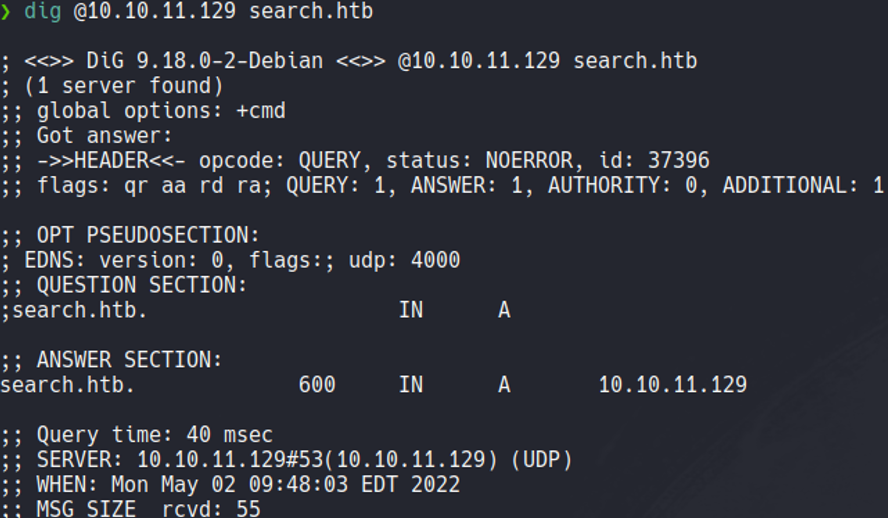 ❯ dig @10.10.11.129 search.htb
; <<>> DiG 9.18.0-2-Debian <<>> @10.10.11.129 search.htb
; (1 server found)
;; global options: +cmd
;; Got answer:
;; ->>HEADER<<- opcode: QUERY, status: NOERROR, id: 37396
;; flags: qr aa rd ra; QUERY: 1, ANSWER: 1, AUTHORITY: 0, ADDITIONAL: 1
;; OPT PSEUDOSECTION:
; EDNS: version: 0, flags:; udp: 4000
;; QUESTION SECTION:
;search.htb. IN A
;; ANSWER SECTION:
search.htb. 600 IN A 10.10.11.129
;; Query time: 40 msec
;; SERVER: 10.10.11.129#53(10.10.11.129) (UDP)
;; WHEN: Mon May 02 09:48:03 EDT 2022
;; MSG SIZE rcvd: 55